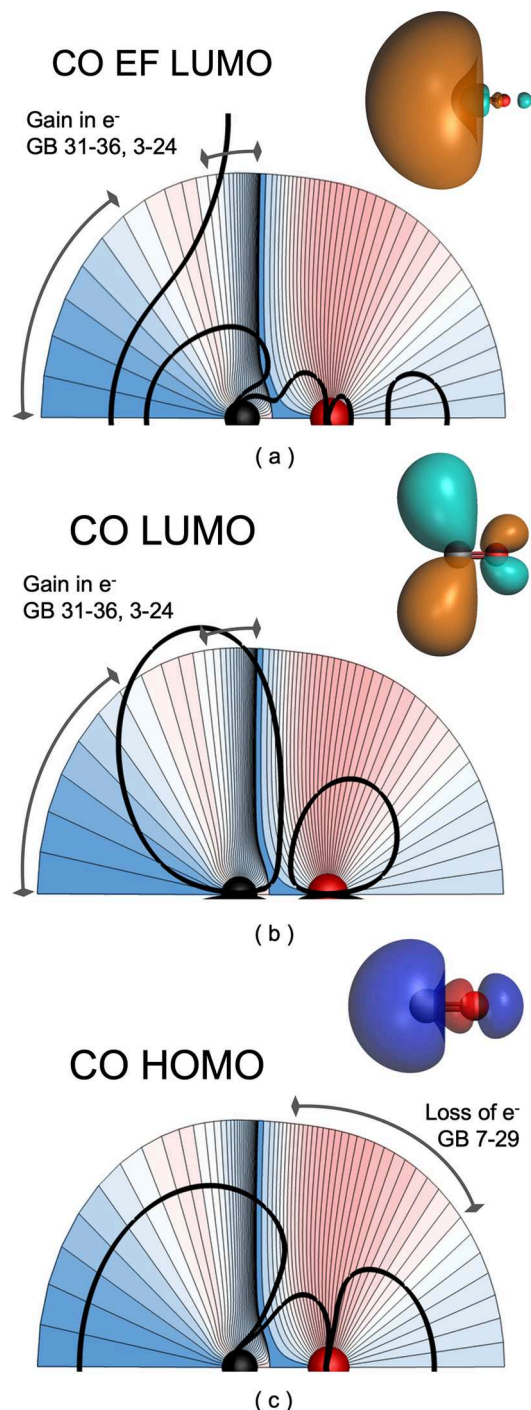 CO EF LUMO
Gain in e⁻
GB 31-36, 3-24
( a )
CO LUMO
Gain in e⁻
GB 31-36, 3-24
( b )
CO HOMO
Loss of e⁻
GB 7-29
( c )